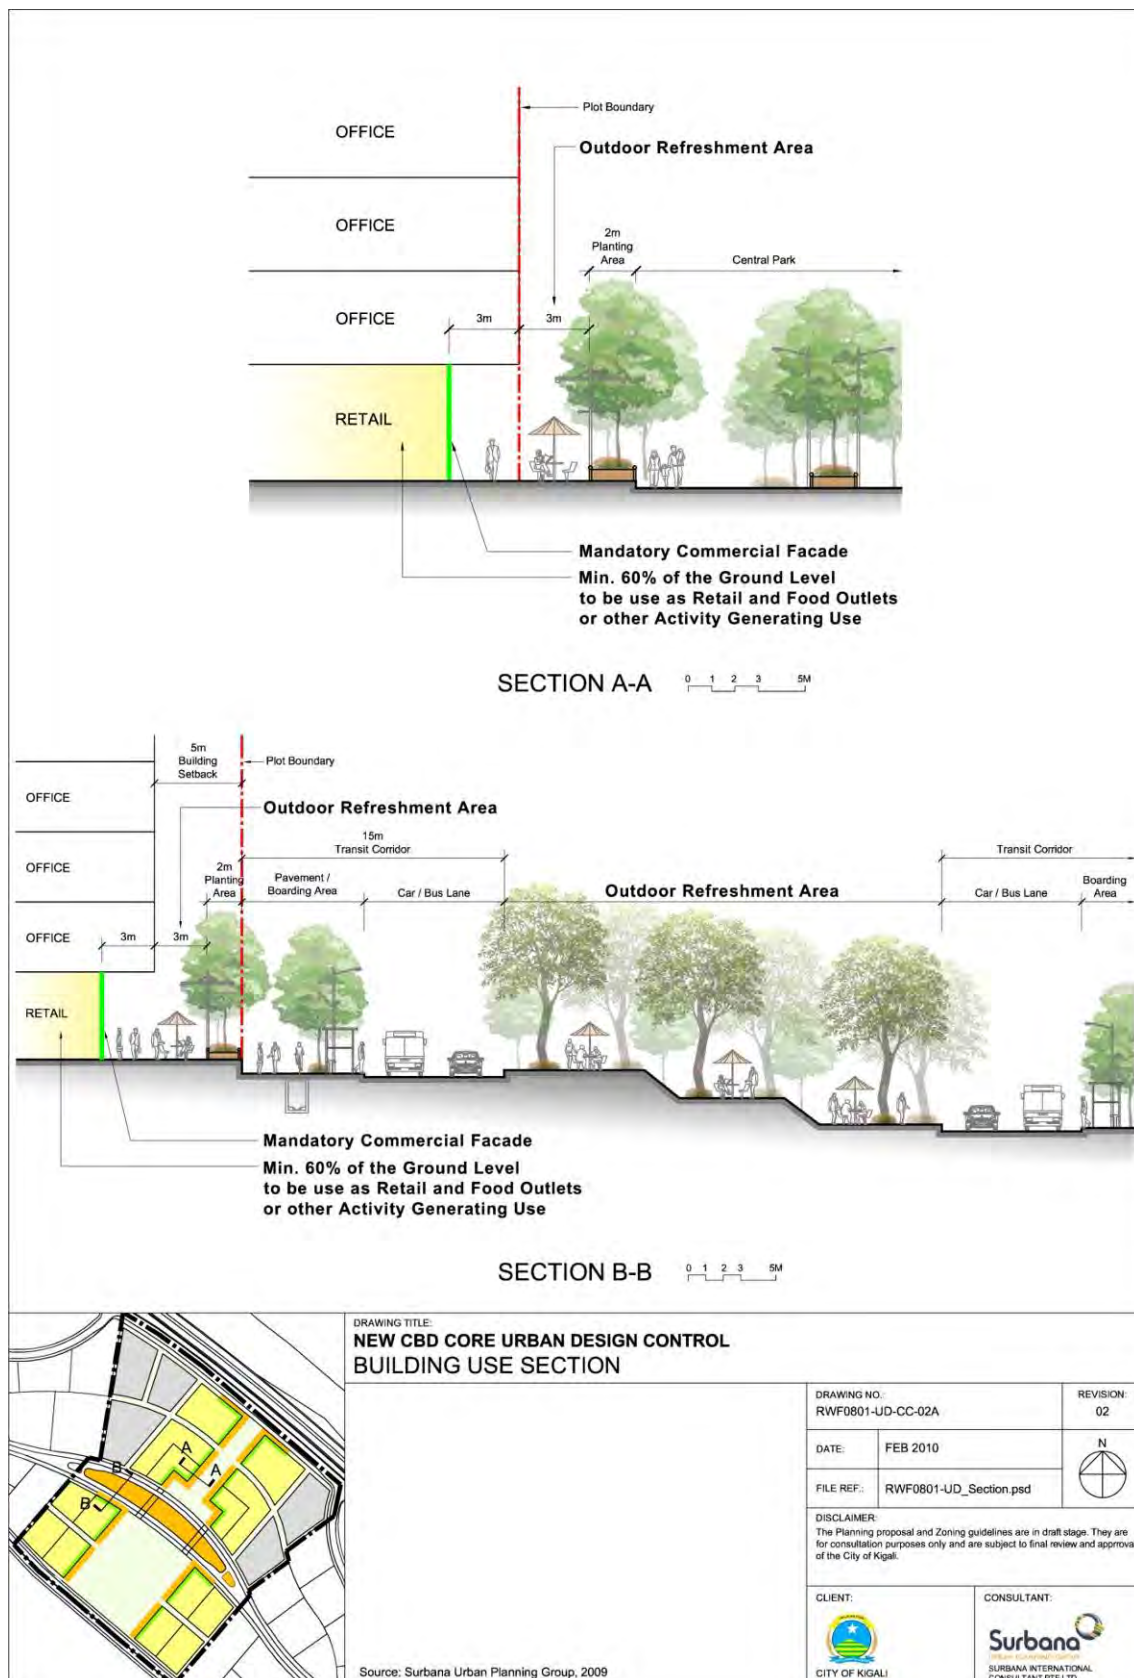 Plot Boundary
OFFICE
Outdoor Refreshment Area
OFFICE
2m
Planting
Area
Central Park
OFFICE
3m
3m
RETAIL
Mandatory Commercial Facade
Min. 60% of the Ground Level
to be use as Retail and Food Outlets
or other Activity Generating Use
SECTION A-A
0 1 2 3 5M
5m
Building
Setback
Plot Boundary
OFFICE
Outdoor Refreshment Area
15m
Transit Corridor
Transit Corridor
OFFICE
2m
Planting
Area
Pavement /
Boarding Area
Car / Bus Lane
Outdoor Refreshment Area
Car / Bus Lane
Boarding
Area
OFFICE
3m
3m
RETAIL
Mandatory Commercial Facade
Min. 60% of the Ground Level
to be use as Retail and Food Outlets
or other Activity Generating Use
SECTION B-B
0 1 2 3 5M
A
A
B
B
DRAWING TITLE:
NEW CBD CORE URBAN DESIGN CONTROL
BUILDING USE SECTION
DRAWING NO.:
RWF0801-UD-CC-02A
REVISION:
02
DATE:
FEB 2010
N
FILE REF.:
RWF0801-UD_Section.psd
DISCLAIMER:
The Planning proposal and Zoning guidelines are in draft stage. They are
for consultation purposes only and are subject to final review and apprrova
of the City of Kigali.
CLIENT:
CITY OF KIGALI
CONSULTANT:
Surbana
SURBANA INTERNATIONAL
CONSULTANT PTE LTD
Source: Surbana Urban Planning Group, 2009